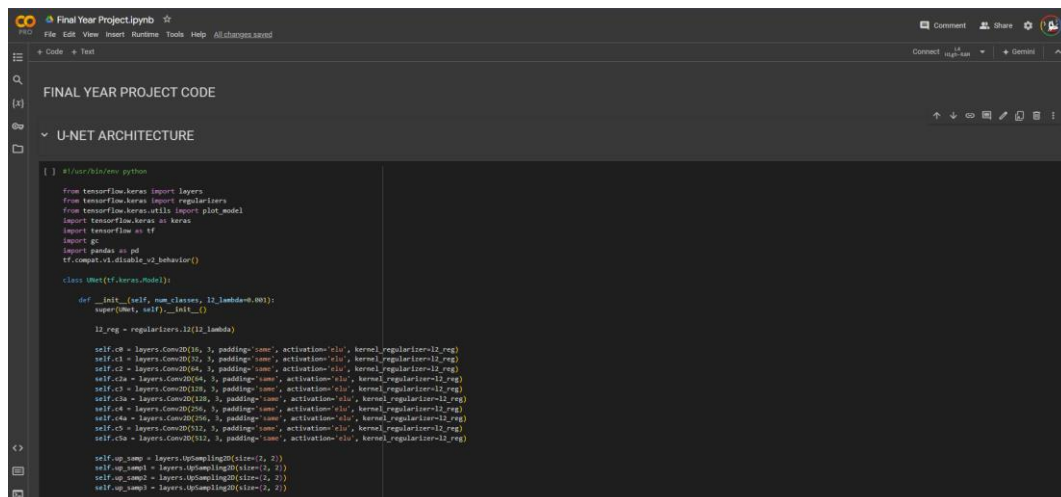 CO
PRO
Final Year Project.ipynb
File Edit View Insert Runtime Tools Help All changes saved
Comment Share
+ Code + Text
Connect L4 High-RAM
+ Gemini
FINAL YEAR PROJECT CODE
U-NET ARCHITECTURE
{x}
[ ] #!/usr/bin/env python
from tensorflow.keras import layers
from tensorflow.keras import regularizers
from tensorflow.keras.utils import plot_model
import tensorflow.keras as keras
import tensorflow as tf
import gc
import pandas as pd
tf.compat.v1.disable_v2_behavior()
class UNet(tf.keras.Model):
def __init__(self, num_classes, l2_lambda=0.001):
super(UNet, self).__init__()
l2_reg = regularizers.l2(l2_lambda)
self.c0 = layers.Conv2D(16, 3, padding='same', activation='elu', kernel_regularizer=l2_reg)
self.c1 = layers.Conv2D(32, 3, padding='same', activation='elu', kernel_regularizer=l2_reg)
self.c2 = layers.Conv2D(64, 3, padding='same', activation='elu', kernel_regularizer=l2_reg)
self.c2a = layers.Conv2D(64, 3, padding='same', activation='elu', kernel_regularizer=l2_reg)
self.c3 = layers.Conv2D(128, 3, padding='same', activation='elu', kernel_regularizer=l2_reg)
self.c3a = layers.Conv2D(128, 3, padding='same', activation='elu', kernel_regularizer=l2_reg)
self.c4 = layers.Conv2D(256, 3, padding='same', activation='elu', kernel_regularizer=l2_reg)
self.c4a = layers.Conv2D(256, 3, padding='same', activation='elu', kernel_regularizer=l2_reg)
self.c5 = layers.Conv2D(512, 3, padding='same', activation='elu', kernel_regularizer=l2_reg)
self.c5a = layers.Conv2D(512, 3, padding='same', activation='elu', kernel_regularizer=l2_reg)
self.up_samp = layers.UpSampling2D(size=(2, 2))
self.up_samp1 = layers.UpSampling2D(size=(2, 2))
self.up_samp2 = layers.UpSampling2D(size=(2, 2))
self.up_samp3 = layers.UpSampling2D(size=(2, 2))